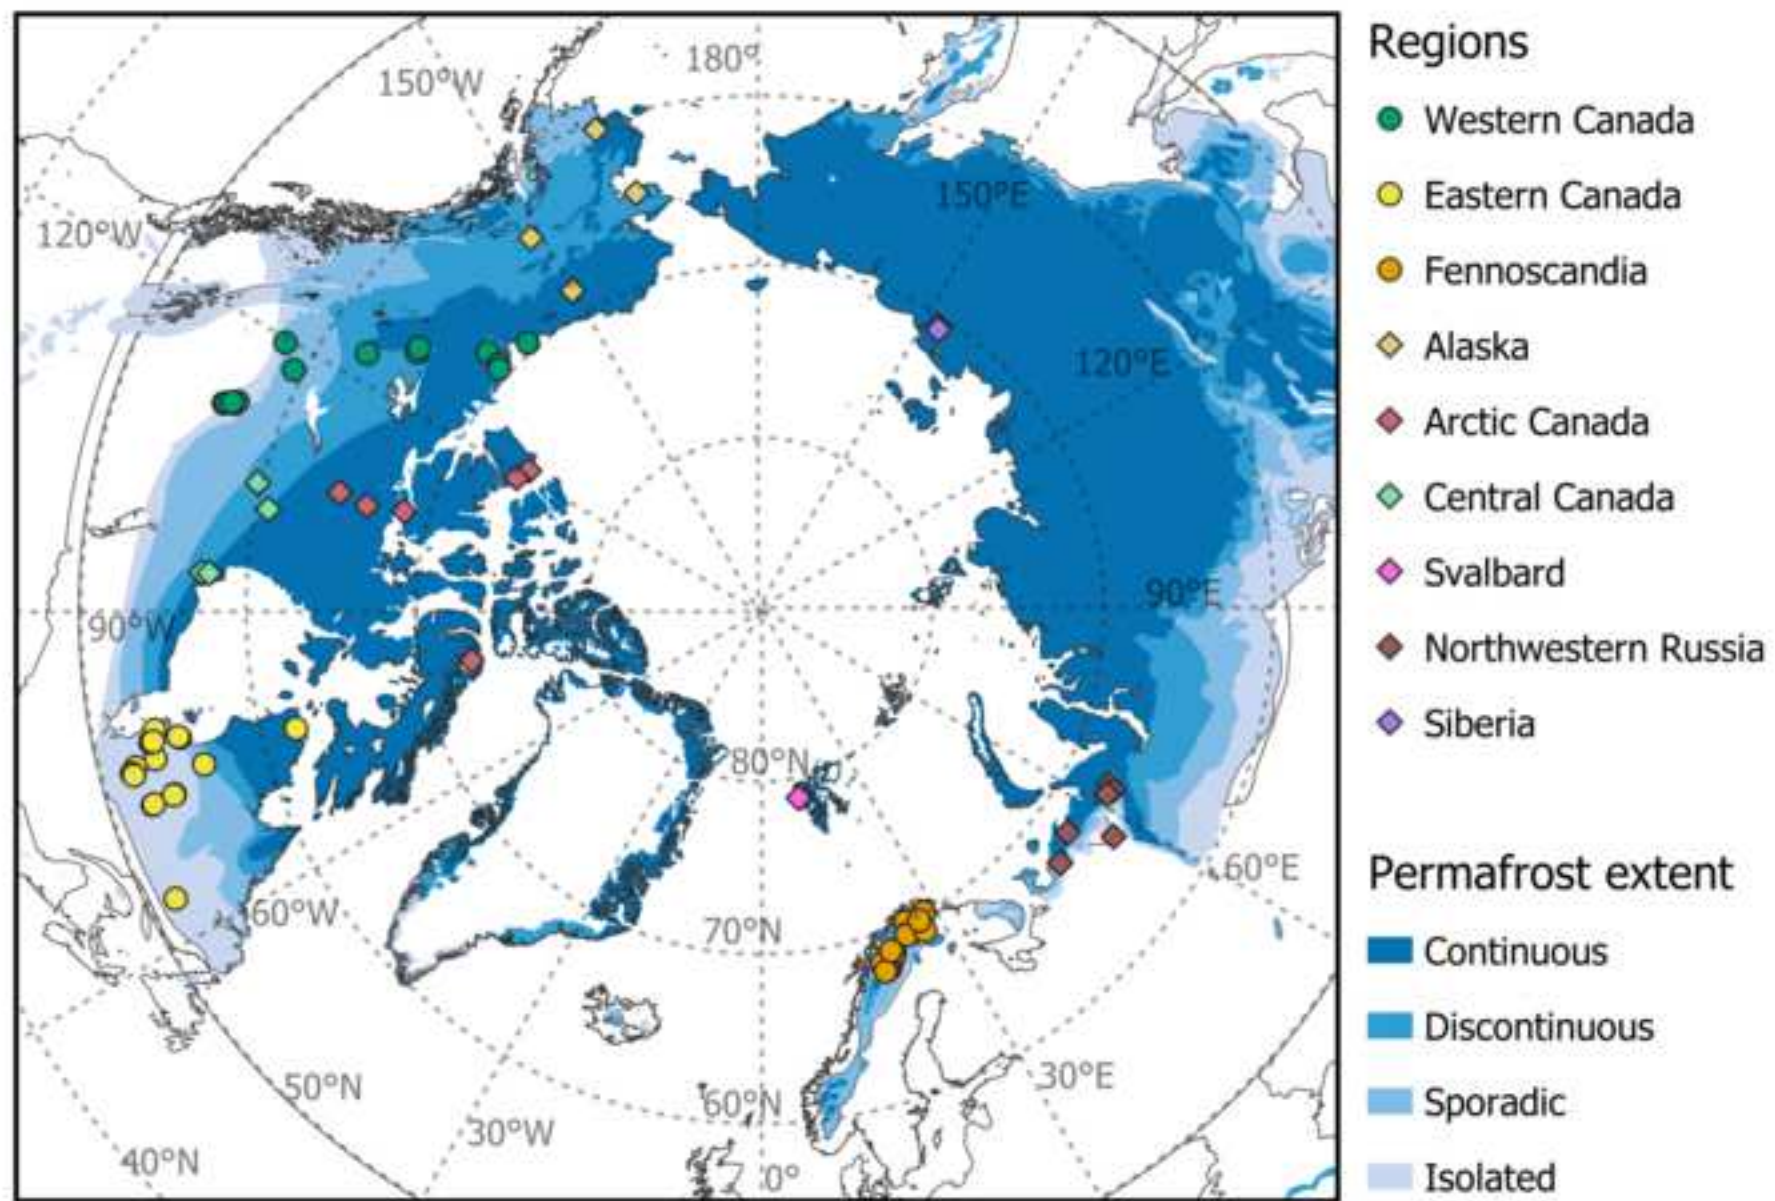 180°
150°W
150°E
120°W
120°E
90°W
90°E
80°N
60°E
60°W
70°N
50°N
60°N
30°E
30°W
40°N
0°
Regions
Western Canada
Eastern Canada
Fennoscandia
Alaska
Arctic Canada
Central Canada
Svalbard
Northwestern Russia
Siberia
Permafrost extent
Continuous
Discontinuous
Sporadic
Isolated